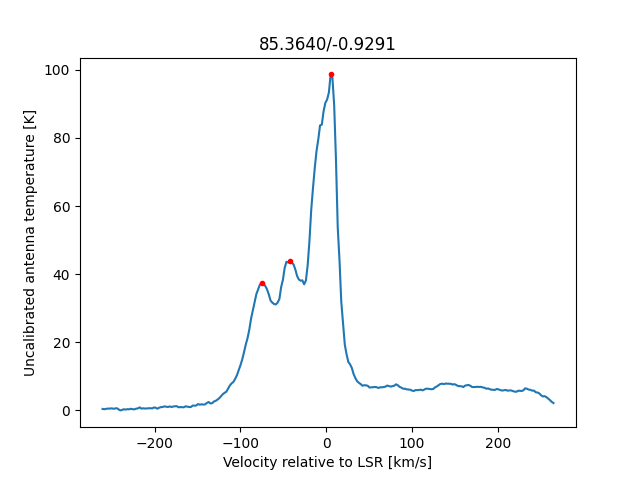 85.3640/-0.9291
100
80
60
40
20
0
Uncalibrated antenna temperature [K]
−200 −100 0 100 200
Velocity relative to LSR [km/s]